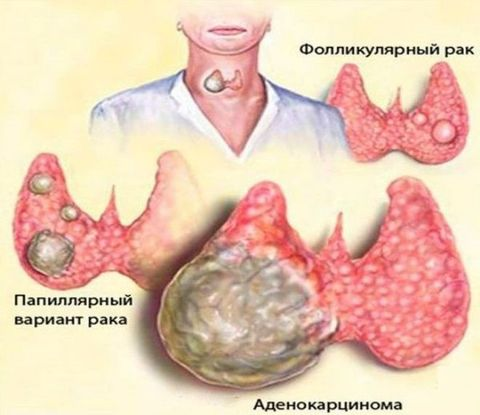 Фолликулярный рак
Папиллярный
вариант рака
Аденокарцинома